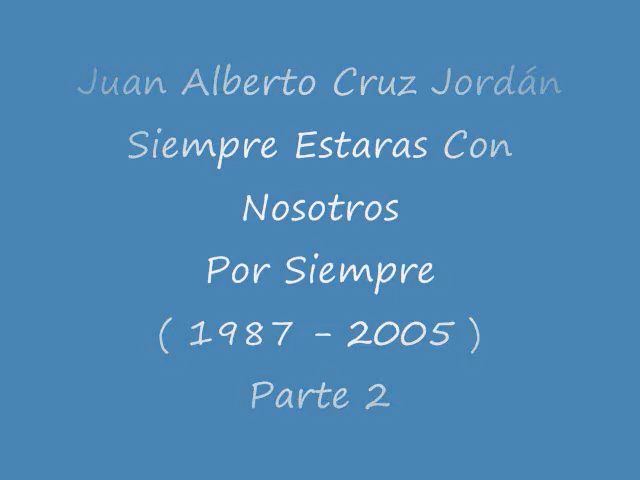 Juan Alberto Cruz Jordán
Siempre Estaras Con
Nosotros
Por Siempre
( 1987 - 2005 )
Parte 2